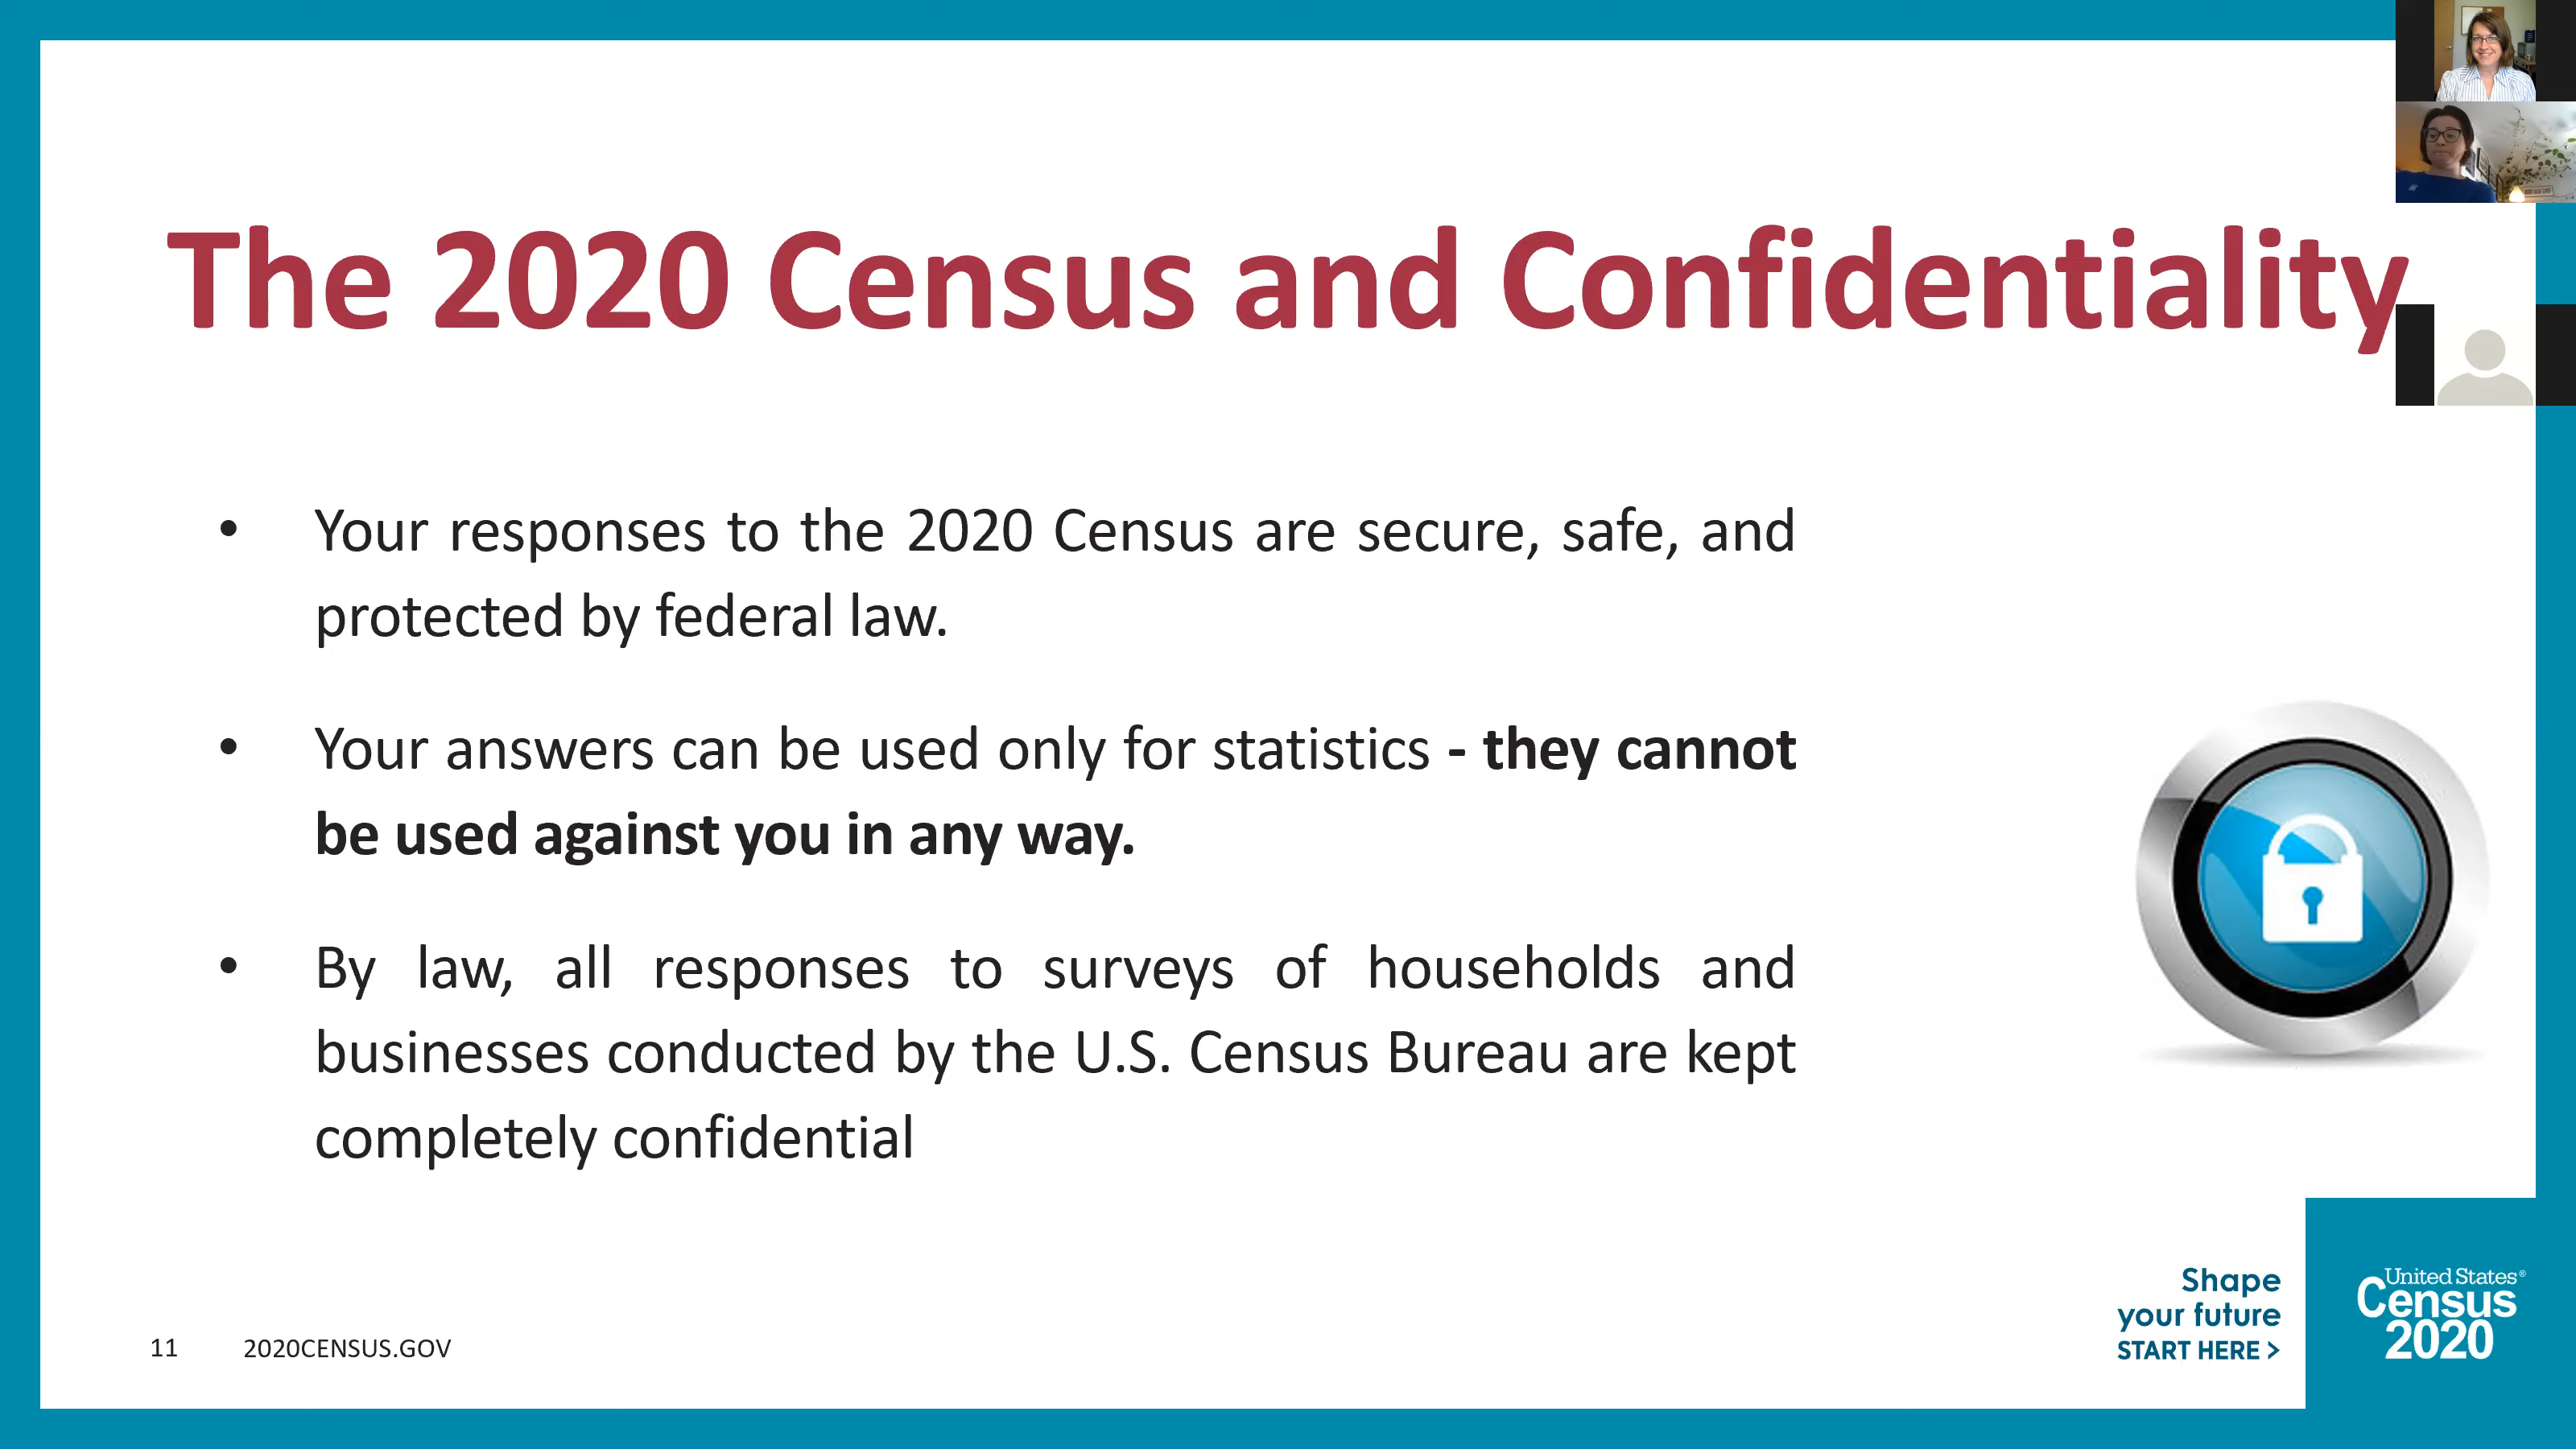 The 2020 Census and Confidentiality
• Your responses to the 2020 Census are secure, safe, and
protected by federal law.
• Your answers can be used only for statistics - they cannot
be used against you in any way.
• By law, all responses to surveys of households and
businesses conducted by the U.S. Census Bureau are kept
completely confidential
11 2020CENSUS.GOV
Shape
your future
START HERE >
United States®
Census
2020